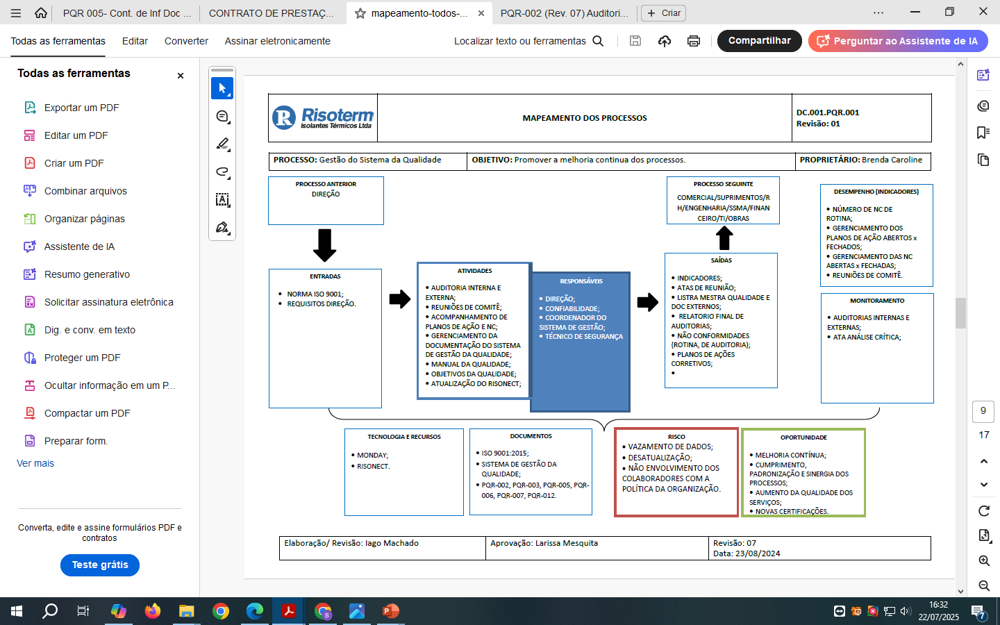 PQR 005- Cont. de Inf Doc ...
CONTRATO DE PRESTAÇ...
mapeamento-todos-...
PQR-002 (Rev. 07) Auditori...
Criar
Todas as ferramentas
Editar
Converter
Assinar eletronicamente
Localizar texto ou ferramentas
Compartilhar
Perguntar ao Assistente de IA
Todas as ferramentas
Exportar um PDF
Editar um PDF
Criar um PDF
Combinar arquivos
Organizar páginas
Assistente de IA
Resumo generativo
Solicitar assinatura eletrônica
Dig. e conv. em texto
Proteger um PDF
Ocultar informação em um P...
Compactar um PDF
Preparar form.
Ver mais
Converta, edite e assine formulários PDF e
contratos
Teste grátis
R Risoterm
Isolantes Térmicos Ltda
MAPEAMENTO DOS PROCESSOS
DC.001.PQR.001
Revisão: 01
PROCESSO: Gestão do Sistema da Qualidade
OBJETIVO: Promover a melhoria continua dos processos.
PROPRIETÁRIO: Brenda Caroline
PROCESSO ANTERIOR
DIREÇÃO
PROCESSO SEGUINTE
COMERCIAL/SUPRIMENTOS/R
H/ENGENHARIA/SSMA/FINAN
CEIRO/TI/OBRAS
DESEMPENHO (INDICADORES)
• NÚMERO DE NC DE
ROTINA;
• GERENCIAMENTO DOS
PLANOS DE AÇÃO ABERTOS x
FECHADOS;
• GERENCIAMENTO DAS NC
ABERTAS x FECHADAS;
• REUNIÕES DE COMITÊ.
ENTRADAS
• NORMA ISO 9001;
• REQUISITOS DIREÇÃO.
ATIVIDADES
• AUDITORIA INTERNA E
EXTERNA;
• REUNIÕES DE COMITÊ;
• ACOMPANHAMENTO DE
PLANOS DE AÇÃO E NC;
• GERENCIAMENTO DA
DOCUMENTAÇÃO DO SISTEMA
DE GESTÃO DA QUALIDADE;
• MANUAL DA QUALIDADE;
• OBJETIVOS DA QUALIDADE;
• ATUALIZAÇÃO DO RISONECT;
RESPONSÁVEIS
• DIREÇÃO;
• CONFIABILIDADE;
• COORDENADOR DO
SISTEMA DE GESTÃO;
• TÉCNICO DE SEGURANÇA
SAÍDAS
• INDICADORES;
• ATAS DE REUNIÃO;
• LISTRA MESTRA QUALIDADE E
DOC EXTERNOS;
• RELATORIO FINAL DE
AUDITORIAS;
• NÃO CONFORMIDADES
(ROTINA, DE AUDITORIA);
• PLANOS DE AÇÕES
CORRETIVOS;
•
MONITORAMENTO
• AUDITORIAS INTERNAS E
EXTERNAS;
• ATA ANÁLISE CRÍTICA;
TECNOLOGIA E RECURSOS
• MONDAY;
• RISONECT.
DOCUMENTOS
• ISO 9001:2015;
• SISTEMA DE GESTÃO DA
QUALIDADE;
• PQR-002, PQR-003, PQR-005, PQR-
006, PQR-007, PQR-012.
RISCO
• VAZAMENTO DE DADOS;
• DESATUALIZAÇÃO;
• NÃO ENVOLVIMENTO DOS
COLABORADORES COM A
POLÍTICA DA ORGANIZAÇÃO.
OPORTUNIDADE
• MELHORIA CONTÍNUA;
• CUMPRIMENTO,
PADRONIZAÇÃO E SINERGIA DOS
PROCESSOS;
• AUMENTO DA QUALIDADE DOS
SERVIÇOS;
• NOVAS CERTIFICAÇÕES.
Elaboração/ Revisão: Iago Machado
Aprovação: Larissa Mesquita
Revisão: 07
Data: 23/08/2024
9
17
16:32
22/07/2025
7